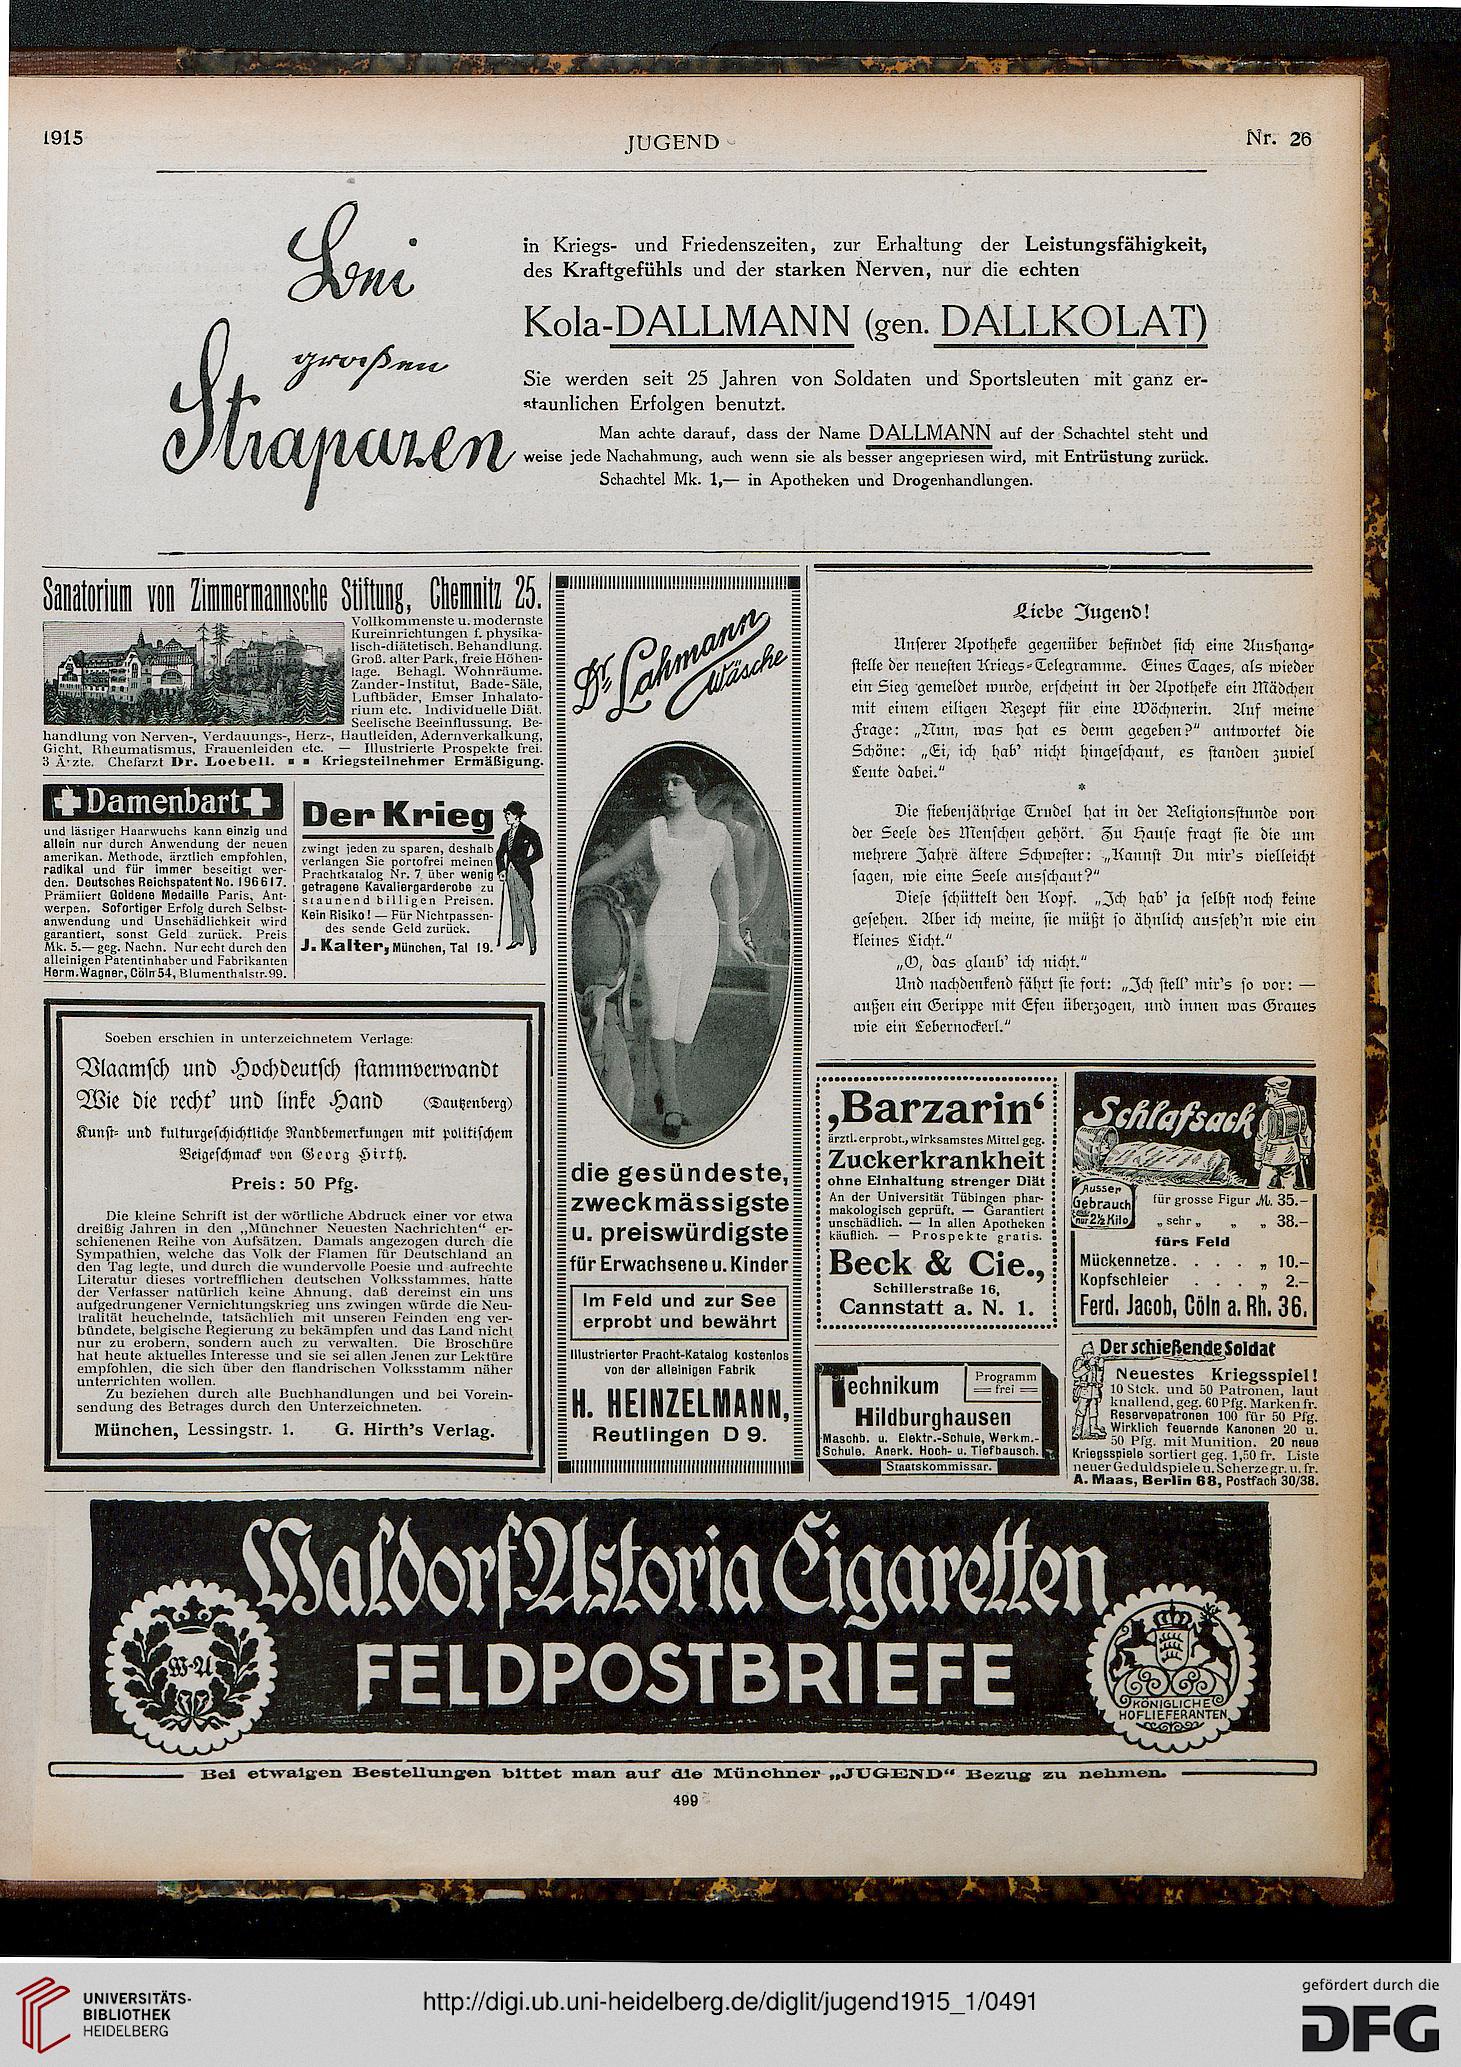 1915
JUGEND
Nr. 26
Bei
großen
Strapazen
in Kriegs- und Friedenszeiten, zur Erhaltung der Leistungsfähigkeit,
des Kraftgefühls und der starken Nerven, nur die echten
Kola-DALLMANN (gen. DALLKOLAT)
Sie werden seit 25 Jahren von Soldaten und Sportsleuten mit ganz er-
staunlichen Erfolgen benutzt.
Man achte darauf, dass der Name DALLMANN auf der Schachtel steht und
weise jede Nachahmung, auch wenn sie als besser angepriesen wird, mit Entrüstung zurück.
Schachtel Mk. 1,— in Apotheken und Drogenhandlungen.
Sanatorium von Zimmermannsche Stiftung, Chemnitz 25.
Vollkommenste u. modernste
Kureinrichtungen f. physika-
lisch-diätetisch. Behandlung.
Groß. alter Park, freie Höhen-
lage. Behagl. Wohnräume.
Zander-Institut, Bade-Säle,
Luftbäder, Emser Inhalato-
rium etc. Individuelle Diät.
Seelische Beeinflussung. Be-
handlung von Nerven-, Verdauungs-, Herz-, Hautleiden, Adernverkalkung,
Gicht, Rheumatismus, Frauenleiden etc. — Illustrierte Prospekte frei.
3 Ärzte. Chefarzt Dr. Loebell. ▪ ▪ Kriegsteilnehmer Ermäßigung.
Damenbart
und lästiger Haarwuchs kann einzig und
allein nur durch Anwendung der neuen
amerikan. Methode, ärztlich empfohlen,
radikal und für immer beseitigt wer-
den. Deutsches Reichspatent No. 196617.
Prämiiert Goldene Medaille Paris, Ant-
werpen. Sofortiger Erfolg durch Selbst-
anwendung und Unschädlichkeit wird
garantiert, sonst Geld zurück. Preis
Mk. 5.— geg. Nachn. Nur echt durch den
alleinigen Patentinhaber und Fabrikanten
Herm. Wagner, Cöln 54, Blumenthalstr. 99.
Der Krieg
zwingt jeden zu sparen, deshalb
verlangen Sie portofrei meinen
Prachtkatalog Nr. 7 über wenig
getragene Kavaliergarderobe zu
staunend billigen Preisen.
Kein Risiko! — Für Nichtpassen-
des sende Geld zurück.
J. Kalter, München, Tal 19.
Soeben erschien in unterzeichnetem Verlage:
Vlaamsch und Hochdeutsch stammverwandt
Wie die recht' und linke Hand (Dautzenberg)
Kunst- und kulturgeschichtliche Randbemerkungen mit politischem
Beigeschmack von Georg Hirth.
Preis: 50 Pfg.
Die kleine Schrift ist der wörtliche Abdruck einer vor etwa
dreißig Jahren in den „Münchner Neuesten Nachrichten“ er-
schienenen Reihe von Aufsätzen. Damals angezogen durch die
Sympathien, welche das Volk der Flamen für Deutschland an
den Tag legte, und durch die wundervolle Poesie und aufrechte
Literatur dieses vortrefflichen deutschen Volksstammes, hatte
der Verfasser natürlich keine Ahnung, daß dereinst ein uns
aufgedrungener Vernichtungskrieg uns zwingen würde die Neu-
tralität heuchelnde, tatsächlich mit unseren Feinden eng ver-
bündete, belgische Regierung zu bekämpfen und das Land nicht
nur zu erobern, sondern auch zu verwalten. Die Broschüre
hat heute aktuelles Interesse und sie sei allen Jenen zur Lektüre
empfohlen, die sich über den flandrischen Volksstamm näher
unterrichten wollen.
Zu beziehen durch alle Buchhandlungen und bei Vorein-
sendung des Betrages durch den Unterzeichneten.
München, Lessingstr. 1. G. Hirth's Verlag.
Dr. Lahmann
Wäsche
die gesündeste,
zweckmässigste
u. preiswürdigste
für Erwachsene u. Kinder
Im Feld und zur See
erprobt und bewährt
Illustrierter Pracht-Katalog kostenlos
von der alleinigen Fabrik
H. HEINZELMANN,
Reutlingen D 9.
Liebe Jugend!
Unserer Apotheke gegenüber befindet sich eine Aushang-
stelle der neuesten Kriegs-Telegramme. Eines Tages, als wieder
ein Sieg gemeldet wurde, erscheint in der Apotheke ein Mädchen
mit einem eiligen Rezept für eine Wöchnerin. Auf meine
Frage: „Nun, was hat es denn gegeben?“ antwortet die
Schöne: „Ei, ich hab' nicht hingeschaut, es standen zuviel
Leute dabei.“
*
Die siebenjährige Trudel hat in der Religionsstunde von
der Seele des Menschen gehört. Zu Hause fragt sie die um
mehrere Jahre ältere Schwester: „Kannst Du mir's vielleicht
sagen, wie eine Seele ausschaut?“
Diese schüttelt den Kopf. „Ich hab' ja selbst noch keine
gesehen. Aber ich meine, sie müßt so ähnlich ausseh'n wie ein
kleines Licht.“
„O, das glaub' ich nicht.“
Und nachdenkend fährt sie fort: „Ich stell' mir's so vor: —
außen ein Gerippe mit Efeu überzogen, und innen was Graues
wie ein Lebernockerl.“
‚Barzarin‘
ärztl. erprobt., wirksamstes Mittel geg.
Zuckerkrankheit
ohne Einhaltung strenger Diät
An der Universität Tübingen phar-
makologisch geprüft. — Garantiert
unschädlich. — In allen Apotheken
käuflich. — Prospekte gratis.
Beck & Cie.,
Schillerstraße 16,
Cannstatt a. N. 1.
Schlafsack
Ausser
Gebrauch
nur 2½ Kilo
für grosse Figur M. 35.–
„ sehr „ „ „ 38.–
fürs Feld
Mückennetze. . . . . „ 10.–
Kopfschleier . . . . „ 2.–
Ferd. Jacob, Cöln a. Rh. 36.
Technikum
Programm
frei
Hildburghausen
Maschb. u. Elektr.-Schule, Werkm.-
Schule. Anerk. Hoch- u. Tiefbausch.
Staatskommissar.
Der schießende Soldat
Neuestes Kriegsspiel!
10 Stck. und 50 Patronen, laut
knallend, geg. 60 Pfg. Marken fr.
Reservepatronen 100 für 50 Pfg.
Wirklich feuernde Kanonen 20 u.
50 Pfg. mit Munition. 20 neue
Kriegsspiele sortiert geg. 1,50 fr. Liste
neuer Geduldspiele u. Scherze gr. u. fr.
A. Maas, Berlin 68, Postfach 30/38.
Waldorf-Astoria Cigaretten
FELDPOSTBRIEFE
W-A
KÖNIGLICHE
HOFLIEFERANTEN
Bei etwaigen Bestellungen bittet man auf die Münchner „JUGEND“ Bezug zu nehmen.
499
UNIVERSITÄTS-
BIBLIOTHEK
HEIDELBERG
http://digi.ub.uni-heidelberg.de/diglit/jugend1915_1/0491
gefördert durch die
DFG